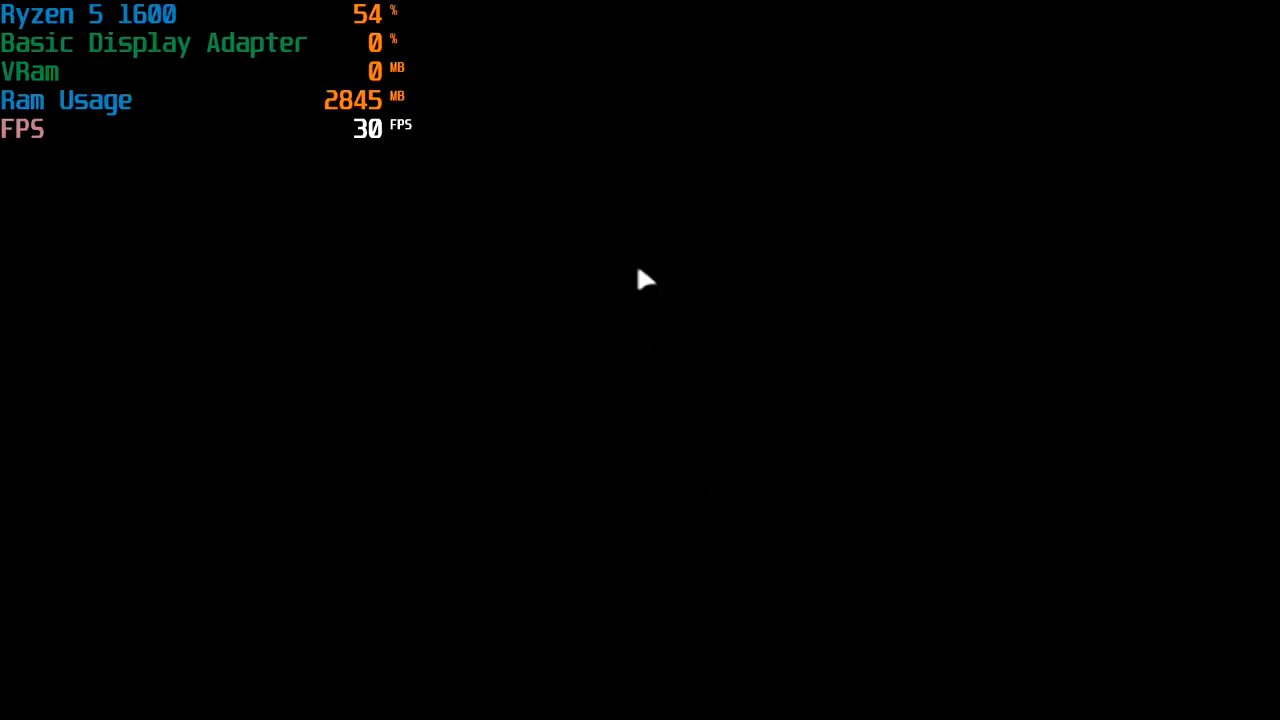 Ryzen 5 1600 54 %
Basic Display Adapter 0 %
VRam 0 MB
Ram Usage 2845 MB
FPS 30 FPS